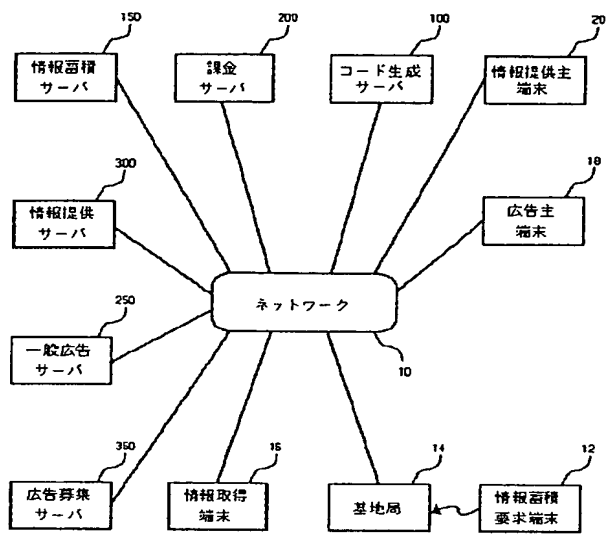 150
200
100
20
情報蓄積
サーバ
課金
サーバ
コード生成
サーバ
情報提供主
端末
300
18
情報提供
サーバ
広告主
端末
ネットワーク
250
10
一般広告
サーバ
350
16
14
12
広告募集
サーバ
情報取得
端末
基地局
情報蓄積
要求端末